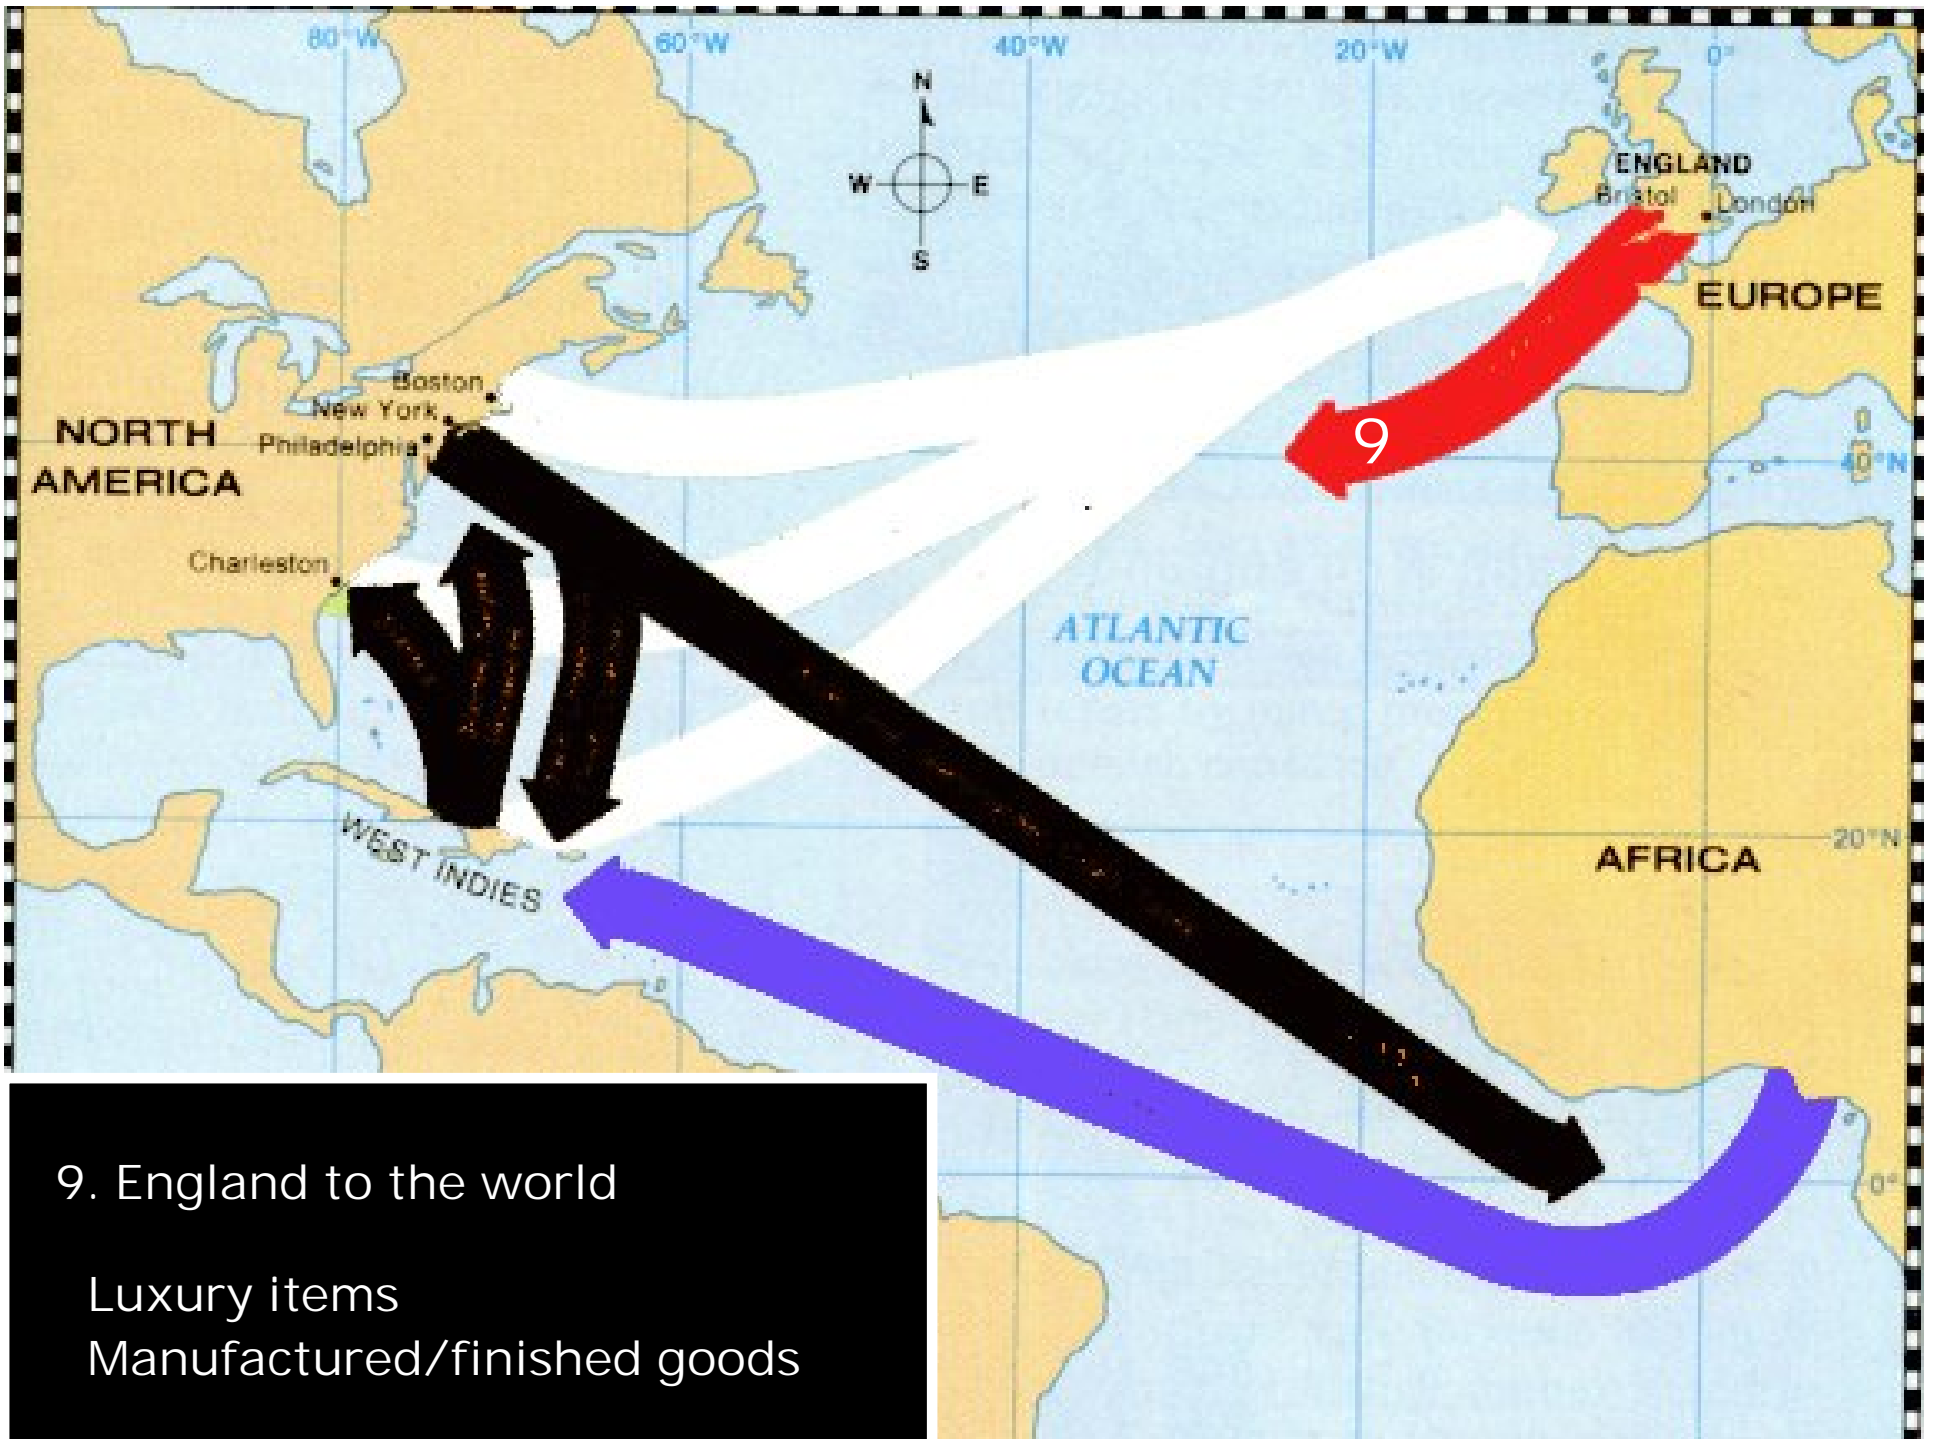 80°W
60°W
40°W
20°W
0°
N
W
E
S
ENGLAND
Bristol
London
EUROPE
Boston
New York
Philadelphia
NORTH
AMERICA
9
40°N
Charleston
ATLANTIC
OCEAN
WEST INDIES
AFRICA
20°N
0°
9. England to the world
Luxury items
Manufactured/finished goods